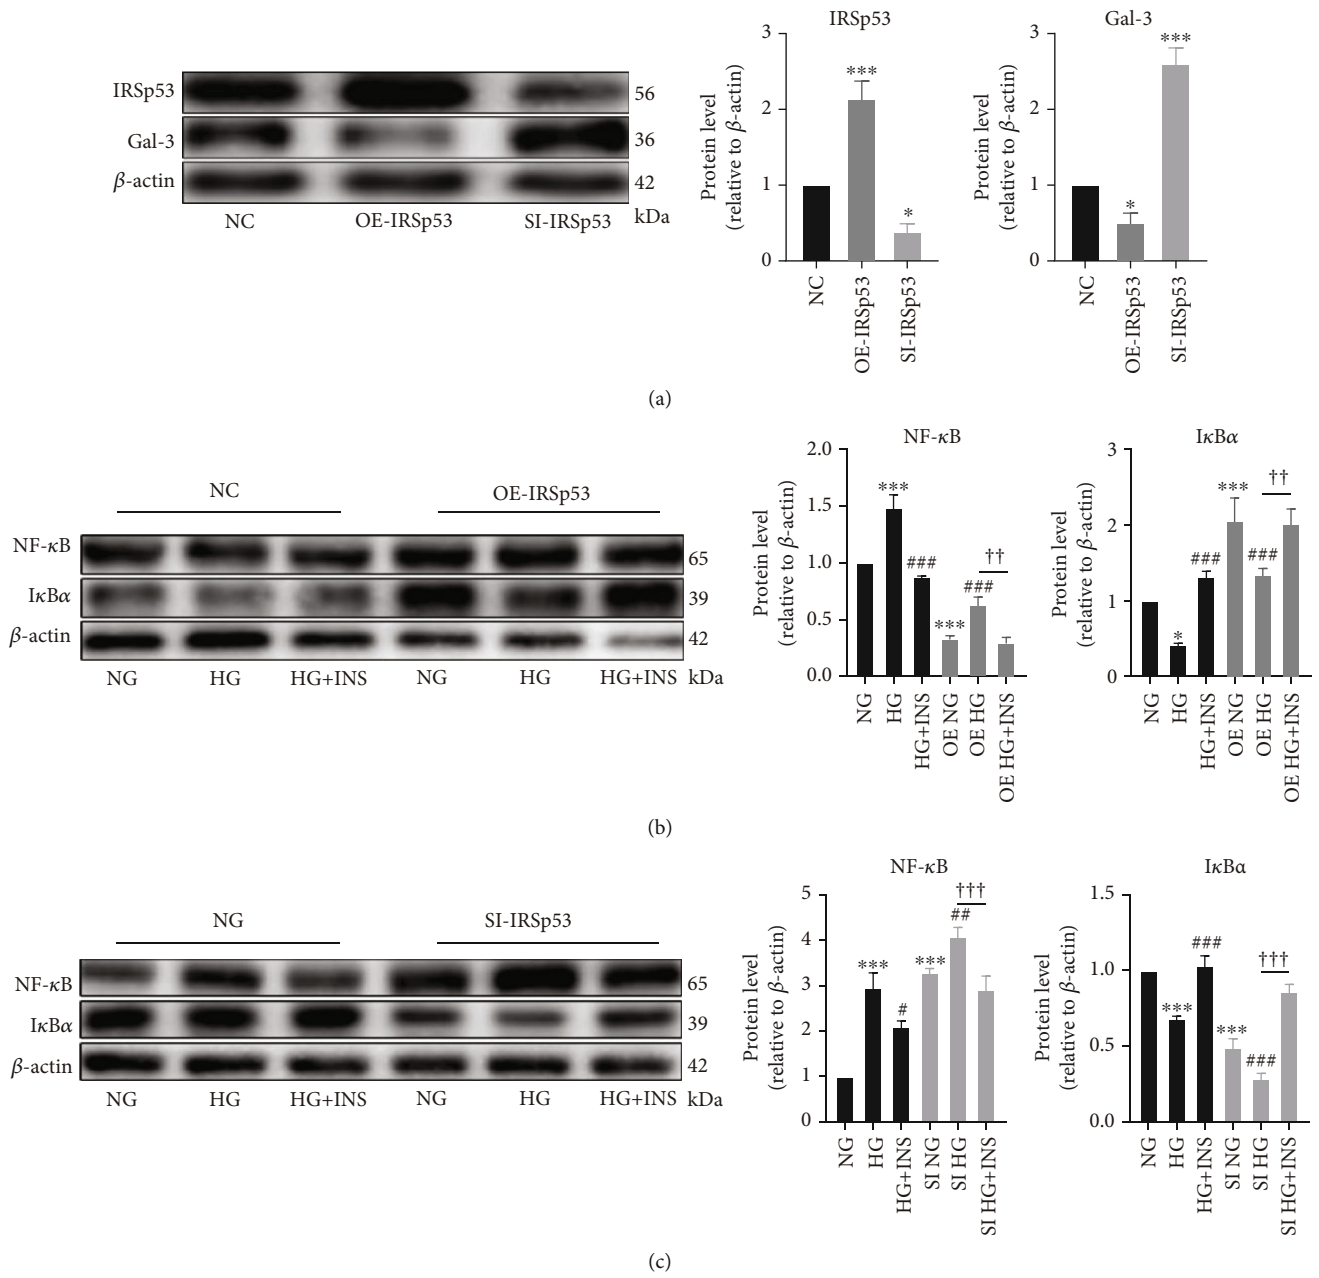 IRSp53
56
Gal-3
36
β-actin
42
kDa
NC
OE-IRSp53
SI-IRSp53
IRSp53
Protein level
(relative to β-actin)
3
2
1
0
***
*
NC
OE-IRSp53
SI-IRSp53
Gal-3
Protein level
(relative to β-actin)
3
2
1
0
*
***
NC
OE-IRSp53
SI-IRSp53
(a)
NC
OE-IRSp53
NF-κB
65
IκBα
39
β-actin
42
NG
HG
HG+INS
NG
HG
HG+INS
kDa
NF-κB
Protein level
(relative to β-actin)
2.0
1.5
1.0
0.5
0.0
***
###
***
###
††
NG
HG
HG+INS
OE NG
OE HG
OE HG+INS
IκBα
Protein level
(relative to β-actin)
3
2
1
0
*
###
***
###
††
NG
HG
HG+INS
OE NG
OE HG
OE HG+INS
(b)
NG
SI-IRSp53
NF-κB
65
IκBα
39
β-actin
42
NG
HG
HG+INS
NG
HG
HG+INS
kDa
NF-κB
Protein level
(relative to β-actin)
5
4
3
2
1
0
***
#
***
##
†††
NG
HG
HG+INS
SI NG
SI HG
SI HG+INS
IκBα
Protein level
(relative to β-actin)
1.5
1.0
0.5
0.0
***
###
***
###
†††
NG
HG
HG+INS
SI NG
SI HG
SI HG+INS
(c)